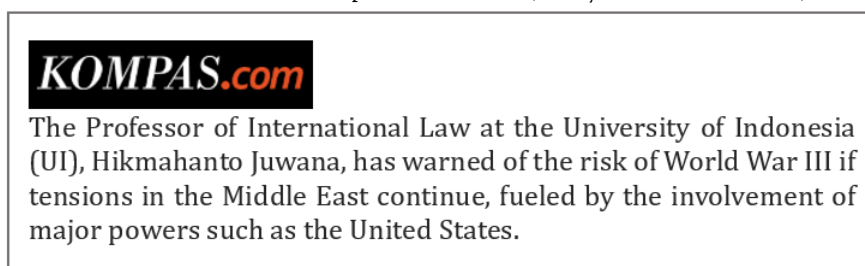 KOMPAS.com
The Professor of International Law at the University of Indonesia
(UI), Hikmahanto Juwana, has warned of the risk of World War III if
tensions in the Middle East continue, fueled by the involvement of
major powers such as the United States.